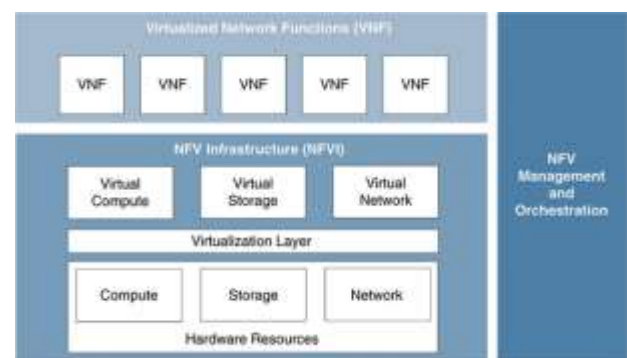 Virtualized Network Functions (VNF)
VNF VNF VNF VNF VNF
NFV Infrastructure (NFVI)
Virtual
Compute
Virtual
Storage
Virtual
Network
Virtualization Layer
Compute Storage Network
Hardware Resources
NFV
Management
and
Orchestration